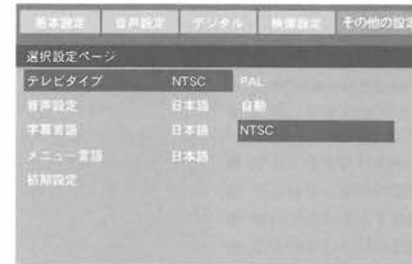 基本設定 音声設定 デジタル 映像設定 その他の設定
選択設定ページ
テレビタイプ NTSC PAL
音声設定 日本語 自動
字幕言語 日本語 NTSC
メニュー言語 日本語
初期設定